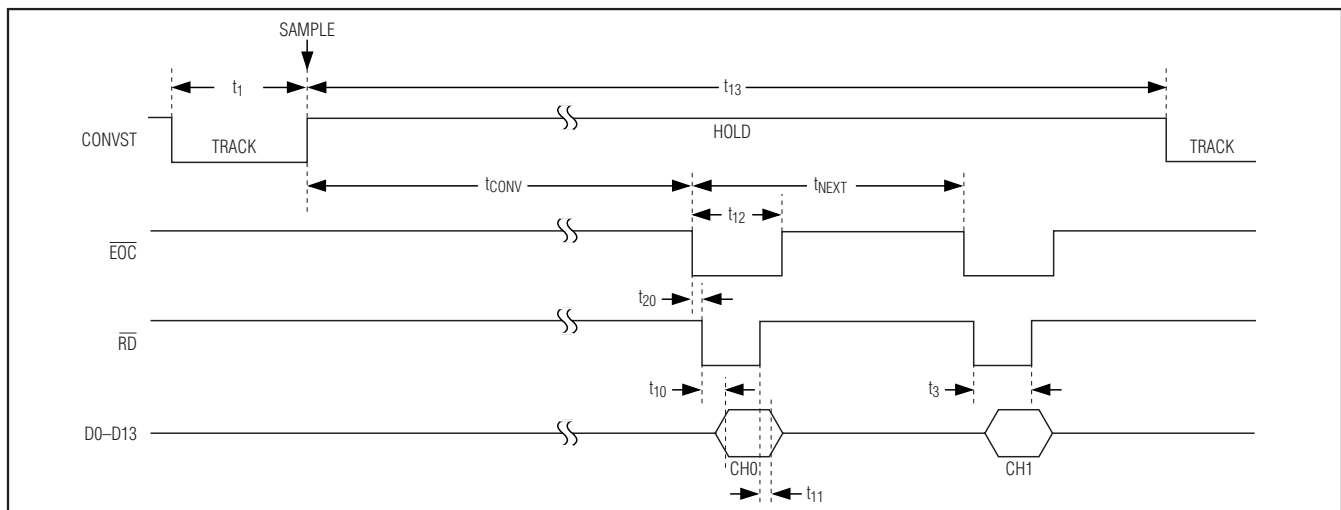 SAMPLE
t1
t13
CONVST
TRACK
HOLD
TRACK
tCONV
tNEXT
t12
EOC
t20
RD
t10
t3
D0–D13
CH0
CH1
t11